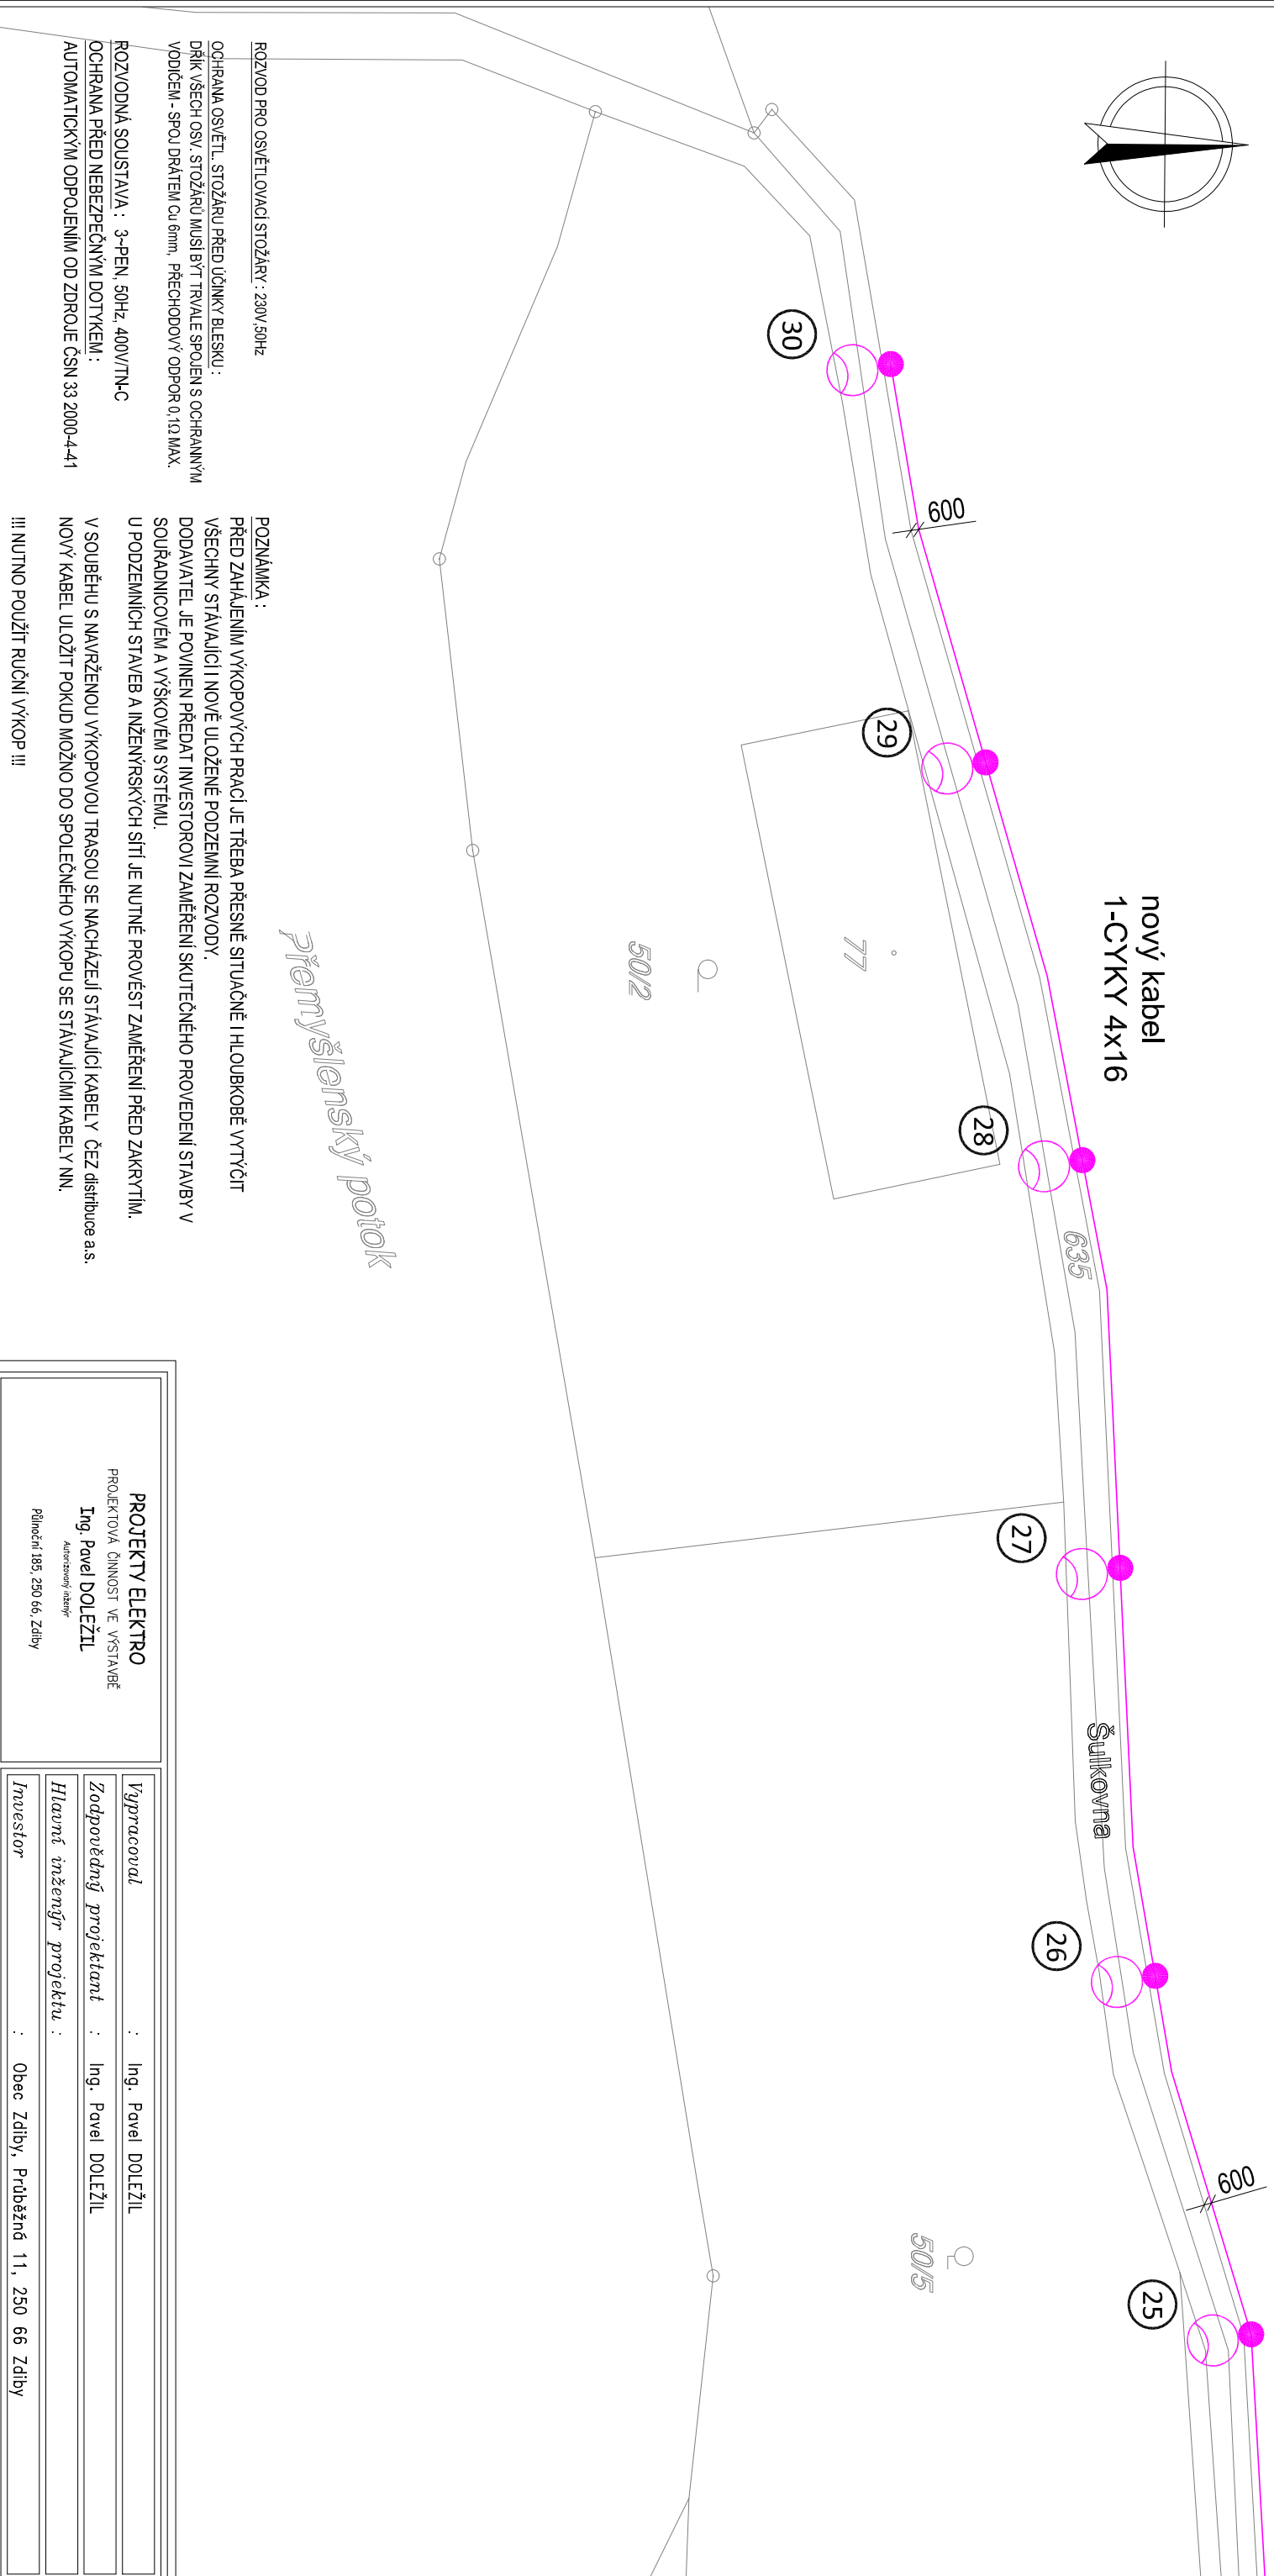 nový kabel
1-CYKY 4x16
600
600
30
29
28
27
26
25
635
Šulkovna
77
50/2
50/5
Přemyšlenský potok
ROZVOD PRO OSVĚTLOVACÍ STOŽÁRY : 230V,50Hz
OCHRANA OSVĚTL. STOŽÁRU PŘED ÚČINKY BLESKU :
DŘÍK VŠECH OSV. STOŽÁRŮ MUSÍ BÝT TRVALE SPOJEN S OCHRANNÝM
VODIČEM - SPOJ DRÁTEM Cu 6mm, PŘECHODOVÝ ODPOR 0,1Ω MAX.
ROZVODNÁ SOUSTAVA : 3~PEN, 50Hz, 400V/TN-C
OCHRANA PŘED NEBEZPEČNÝM DOTYKEM :
AUTOMATICKÝM ODPOJENÍM OD ZDROJE ČSN 33 2000-4-41
POZNÁMKA :
PŘED ZAHÁJENÍM VÝKOPOVÝCH PRACÍ JE TŘEBA PŘESNĚ SITUAČNĚ I HLOUBKOBĚ VYTÝČIT
VŠECHNY STÁVAJÍCÍ I NOVĚ ULOŽENÉ PODZEMNÍ ROZVODY.
DODAVATEL JE POVINEN PŘEDAT INVESTOROVI ZAMĚŘENÍ SKUTEČNÉHO PROVEDENÍ STAVBY V
SOUŘADNICOVÉM A VÝŠKOVÉM SYSTÉMU.
U PODZEMNÍCH STAVEB A INŽENÝRSKÝCH SÍTÍ JE NUTNÉ PROVÉST ZAMĚŘENÍ PŘED ZAKRYTÍM.
V SOUBĚHU S NAVRŽENOU VÝKOPOVOU TRASOU SE NACHÁZEJÍ STÁVAJÍCÍ KABELY ČEZ distribuce a.s.
NOVÝ KABEL ULOŽIT POKUD MOŽNO DO SPOLEČNÉHO VÝKOPU SE STÁVAJÍCÍMI KABELY NN.
!!! NUTNO POUŽÍT RUČNÍ VÝKOP !!!
PROJEKTY ELEKTRO
PROJEKTOVÁ ČINNOST VE VÝSTAVBĚ
Ing. Pavel DOLEŽIL
Autorizovaný inženýr
Půlnoční 185, 250 66, Zdiby
Vypracoval : Ing. Pavel DOLEŽIL
Zodpovědný projektant : Ing. Pavel DOLEŽIL
Hlavní inženýr projektu :
Investor : Obec Zdiby, Průběžná 11, 250 66 Zdiby